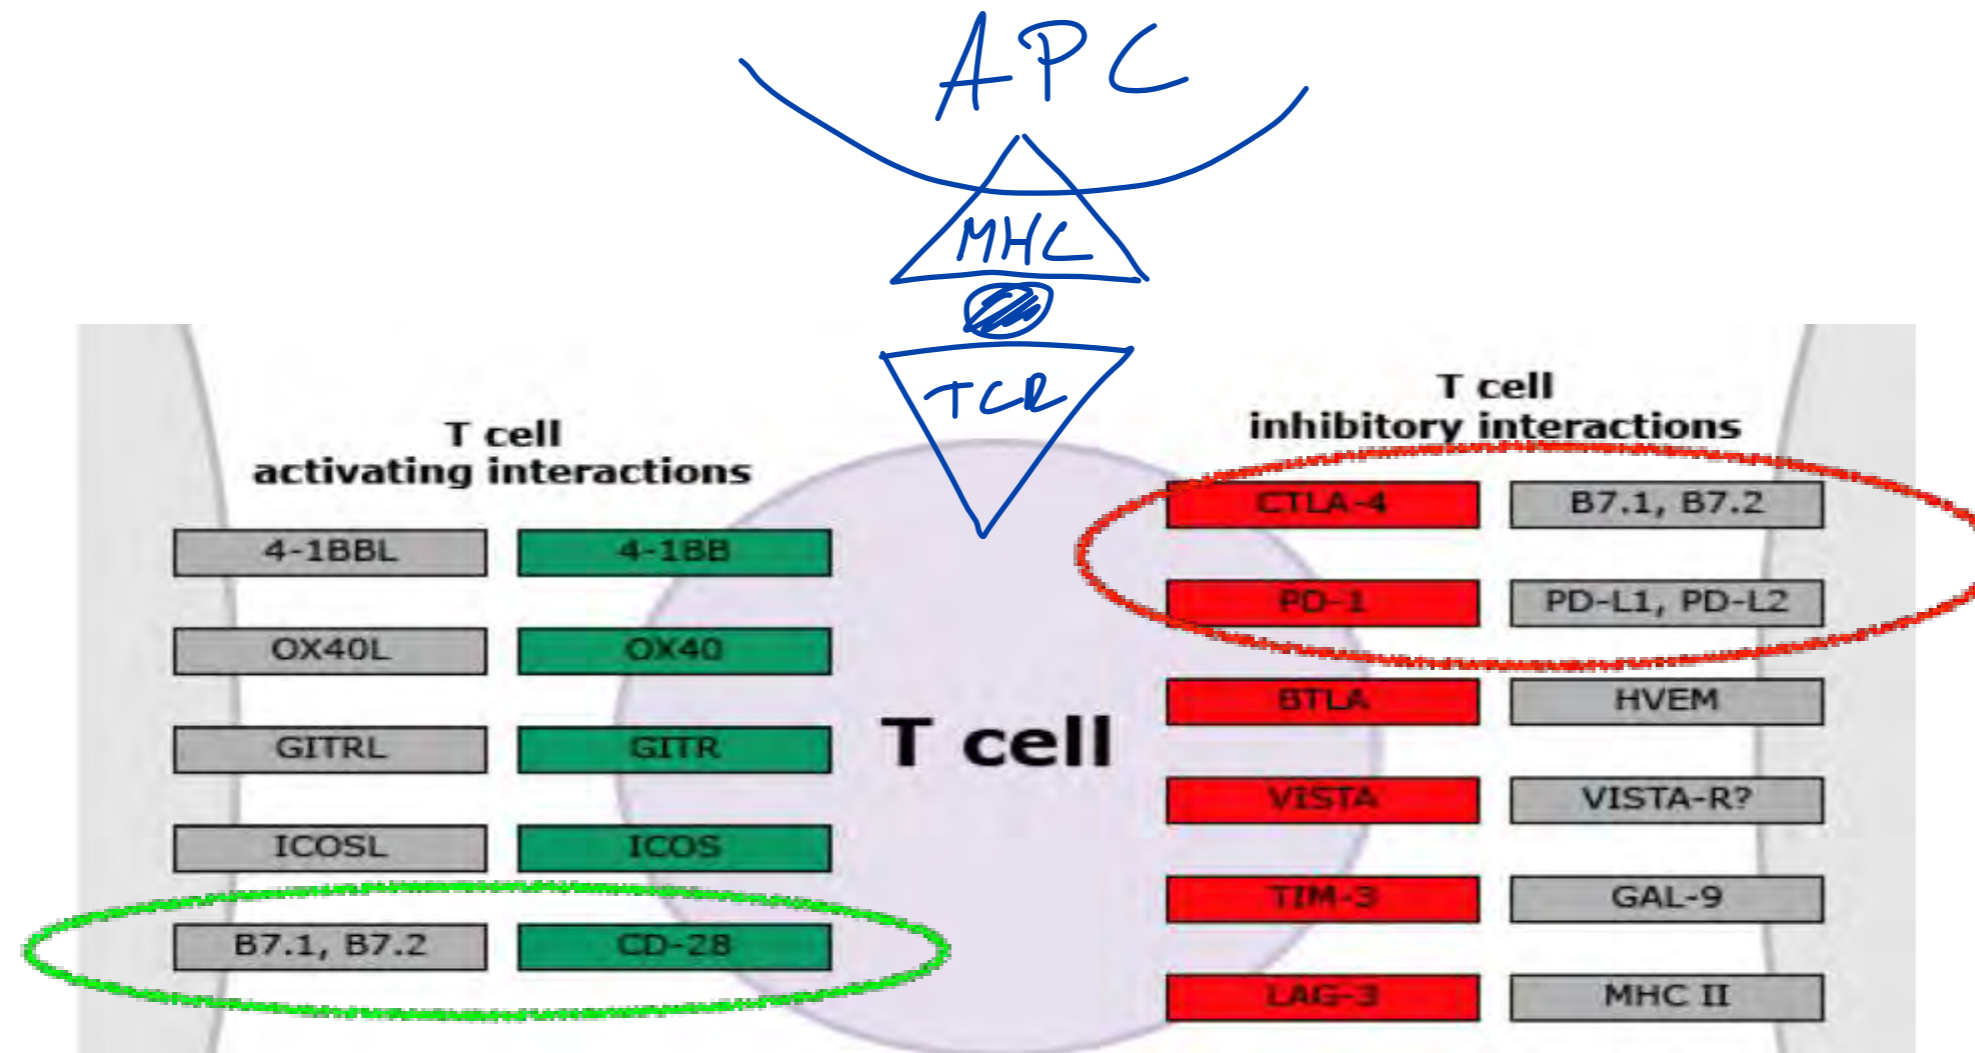 APC
MHC
TCR
T cell
activating interactions
4-1BBL 4-1BB
OX40L OX40
GITRL GITR
ICOSL ICOS
B7.1, B7.2 CD-28
T cell
T cell
inhibitory interactions
CTLA-4 B7.1, B7.2
PD-1 PD-L1, PD-L2
BTLA HVEM
VISTA VISTA-R?
TIM-3 GAL-9
LAG-3 MHC II